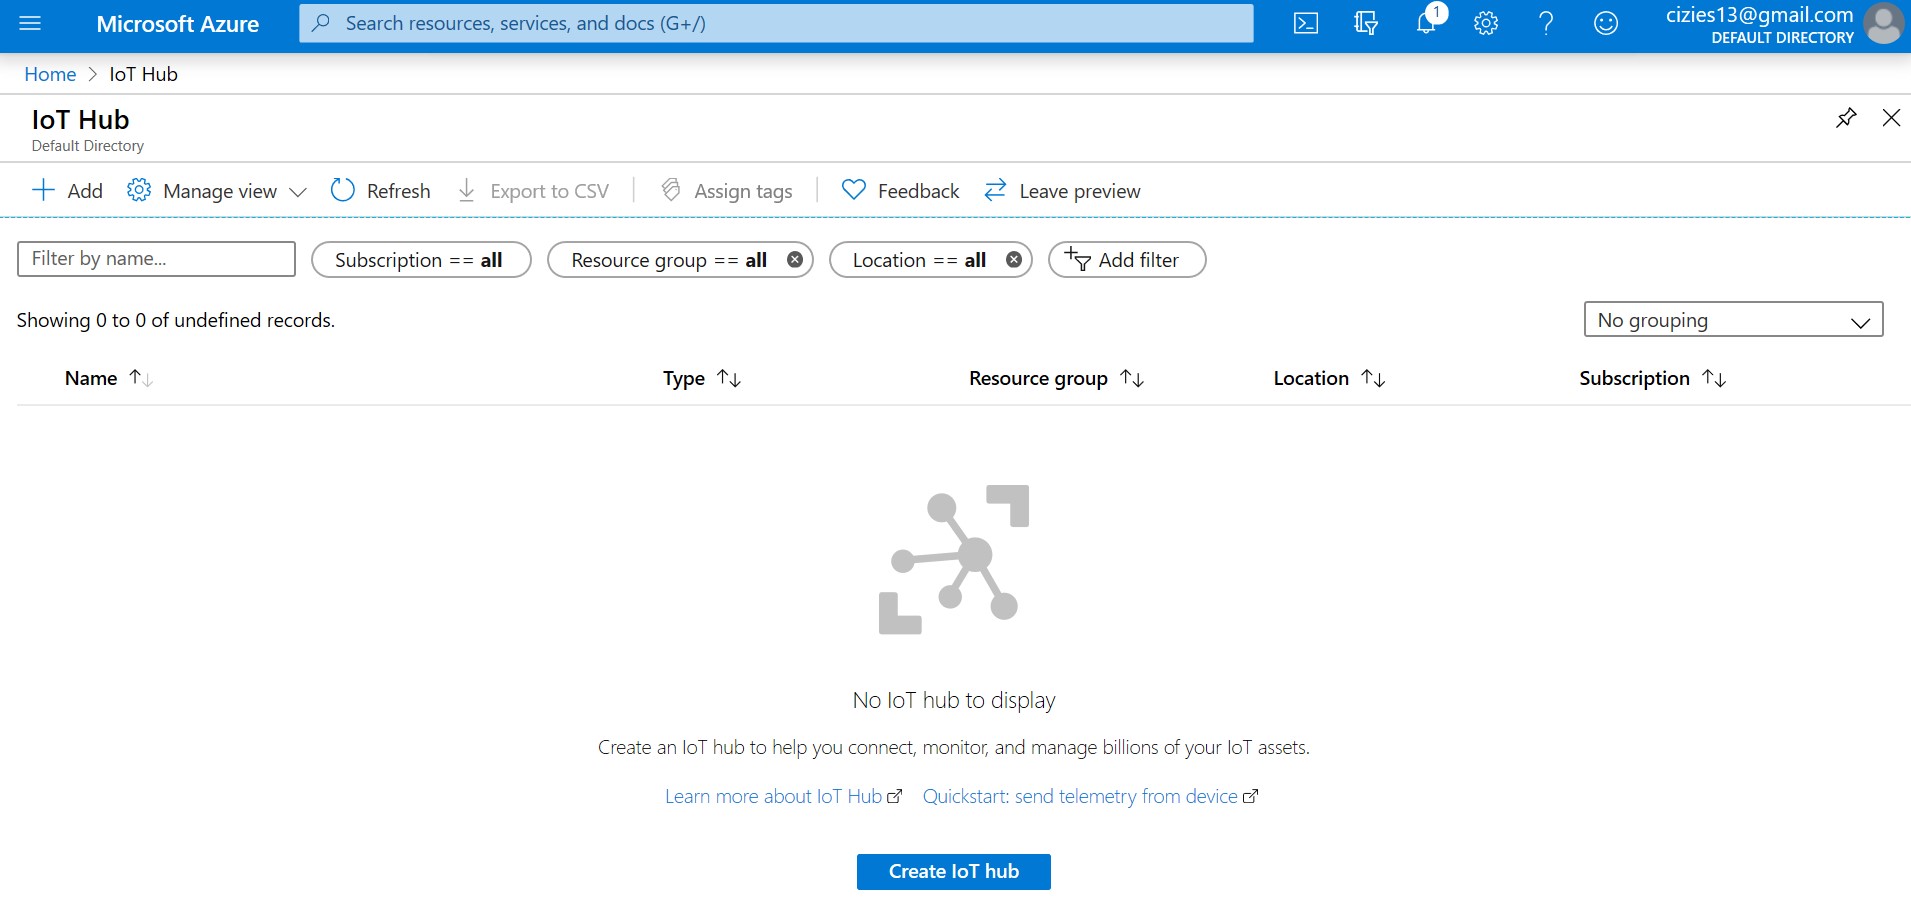 Microsoft Azure
Search resources, services, and docs (G+/)
1
cizies13@gmail.com
DEFAULT DIRECTORY
Home > IoT Hub
IoT Hub
Default Directory
Add Manage view Refresh Export to CSV Assign tags Feedback Leave preview
Filter by name... Subscription == all Resource group == all Location == all Add filter
Showing 0 to 0 of undefined records. No grouping
Name Type Resource group Location Subscription
No IoT hub to display
Create an IoT hub to help you connect, monitor, and manage billions of your IoT assets.
Learn more about IoT Hub Quickstart: send telemetry from device
Create IoT hub